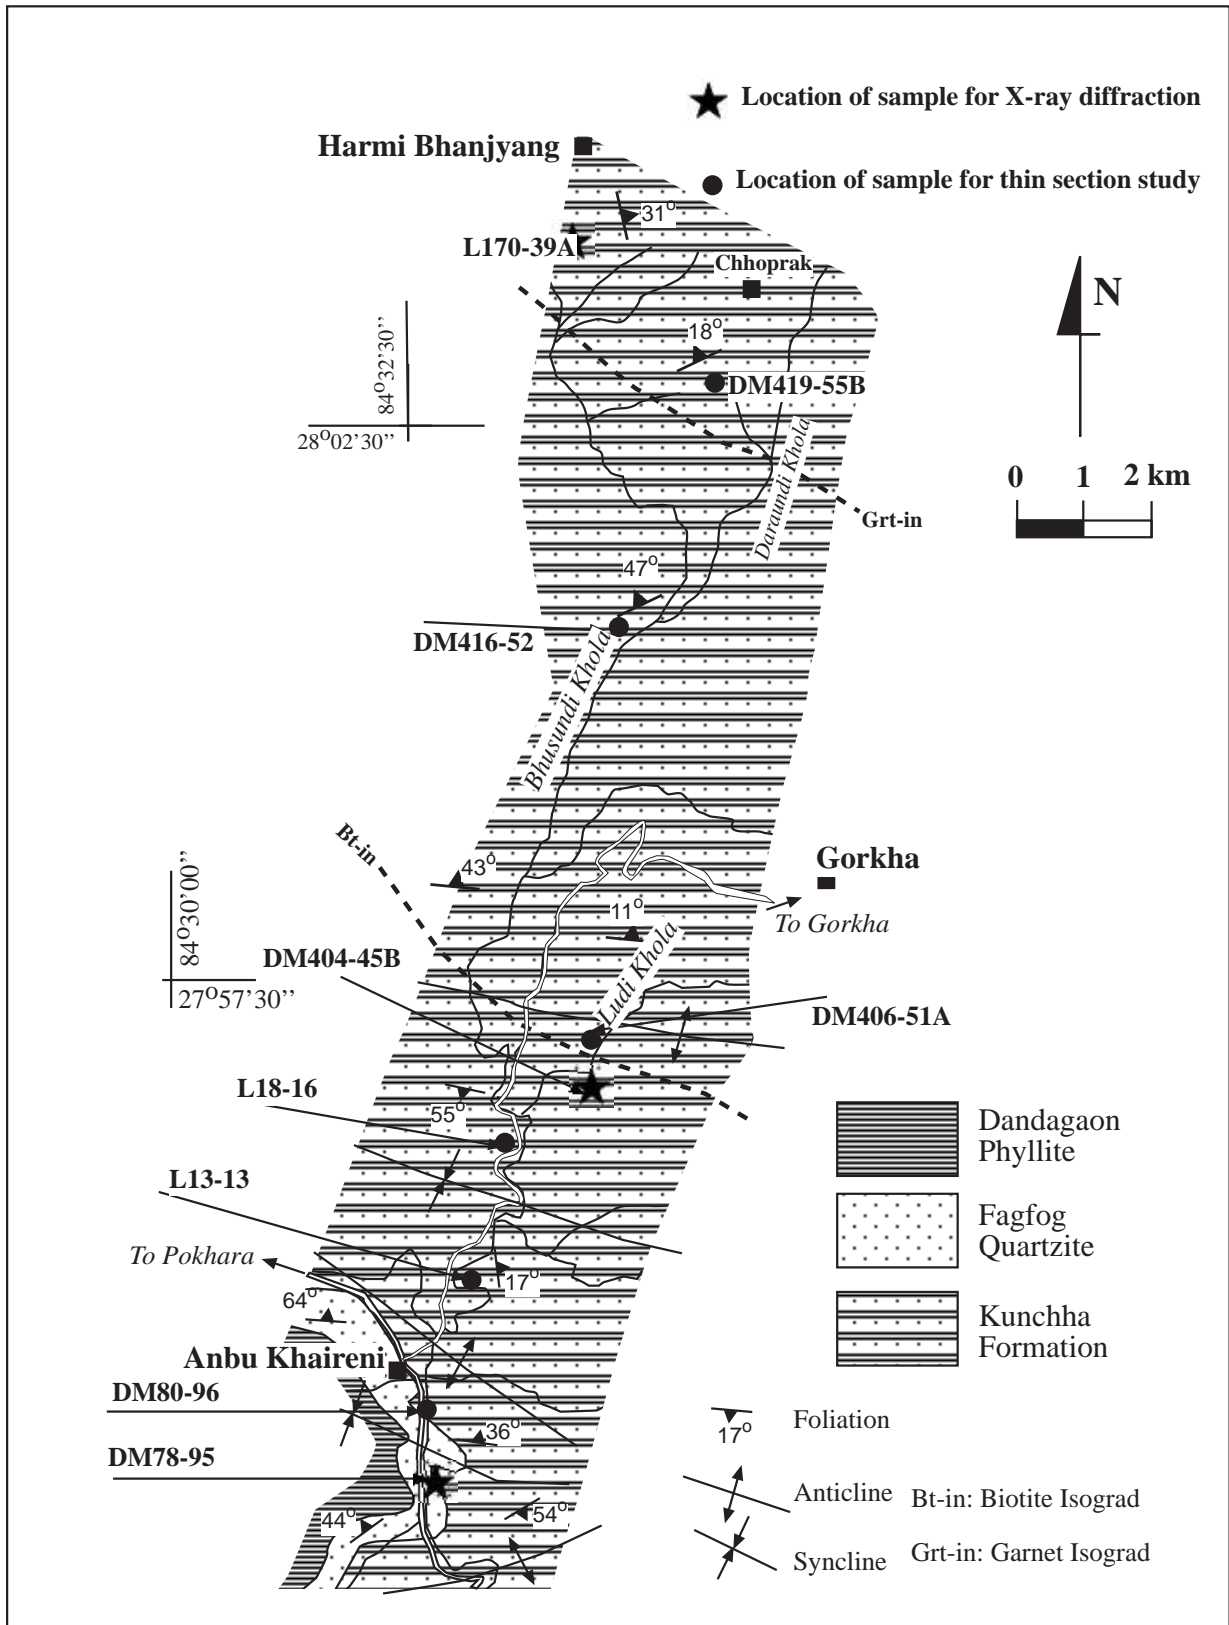 Location of sample for X-ray diffraction
Harmi Bhanjyang
Location of sample for thin section study
31°
L170-39A
Chhoprak
N
18°
84°32'30’’
DM419-55B
28°02'30’’
Daraundi Khola
0 1 2 km
Grt-in
47°
DM416-52
Bhusundi Khola
Bt-in
43°
Gorkha
84°30'00’’
11°
To Gorkha
Ludi Khola
DM404-45B
27°57'30’’
DM406-51A
L18-16
55°
Dandagaon
Phyllite
L13-13
Fagfog
Quartzite
To Pokhara
17°
64°
Kunchha
Formation
Anbu Khaireni
DM80-96
36°
17°
Foliation
DM78-95
Anticline
Bt-in: Biotite Isograd
44°
54°
Syncline
Grt-in: Garnet Isograd